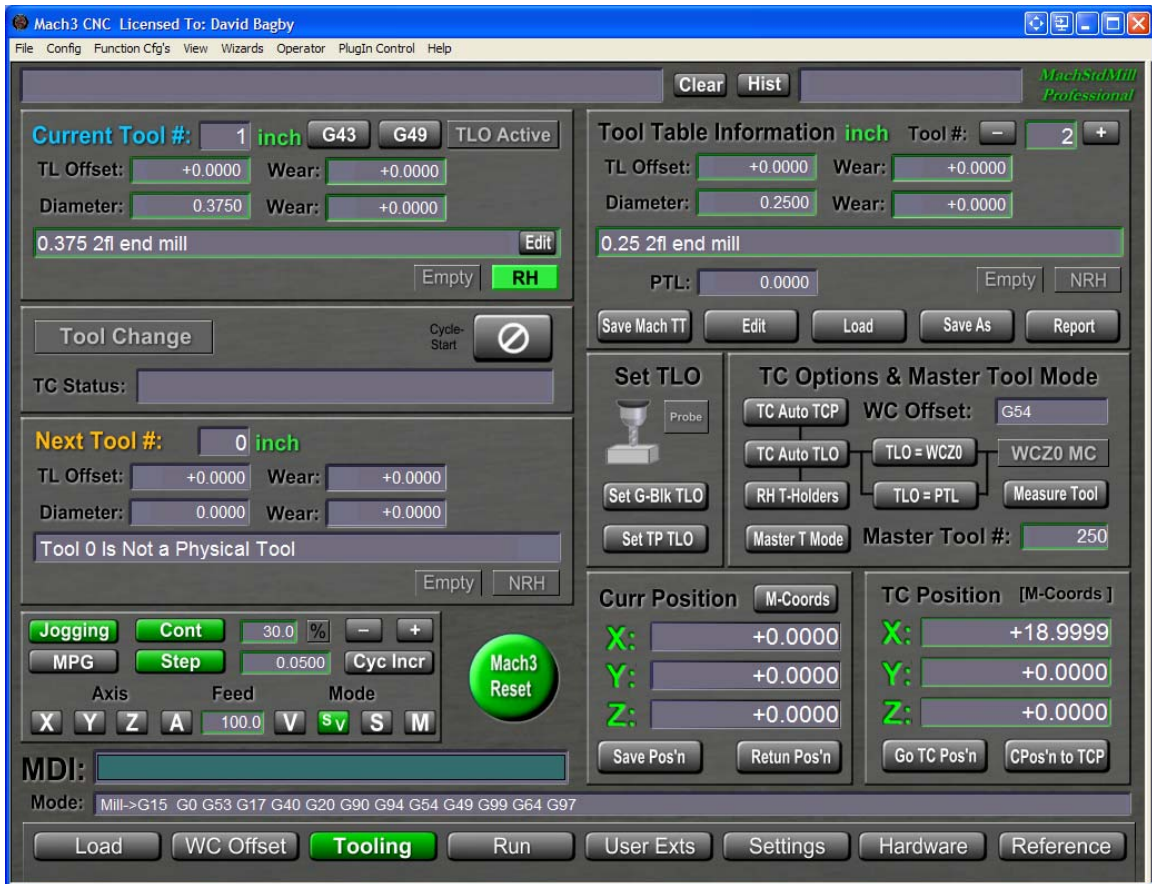 Mach3 CNC Licensed To: David Bagby
File Config Function Cfg's View Wizards Operator PlugIn Control Help
Clear Hist
MachStdMill
Professional
Current Tool #: 1 inch G43 G49 TLO Active
TL Offset: +0.0000 Wear: +0.0000
Diameter: 0.3750 Wear: +0.0000
0.375 2fl end mill Edit
Empty RH
Tool Change Cycle-
Start
TC Status:
Next Tool #: 0 inch
TL Offset: +0.0000 Wear: +0.0000
Diameter: 0.0000 Wear: +0.0000
Tool 0 Is Not a Physical Tool
Empty NRH
Jogging Cont 30.0 % - +
MPG Step 0.0500 Cyc Incr
Axis Feed Mode
X Y Z A 100.0 V SV S M
Mach3
Reset
Tool Table Information inch Tool #: - 2 +
TL Offset: +0.0000 Wear: +0.0000
Diameter: 0.2500 Wear: +0.0000
0.25 2fl end mill
PTL: 0.0000 Empty NRH
Save Mach TT Edit Load Save As Report
Set TLO
Probe
Set G-Blk TLO
Set TP TLO
TC Options & Master Tool Mode
TC Auto TCP WC Offset: G54
TC Auto TLO TLO = WCZ0 WCZ0 MC
RH T-Holders TLO = PTL Measure Tool
Master T Mode Master Tool #: 250
Curr Position M-Coords
X: +0.0000
Y: +0.0000
Z: +0.0000
Save Pos'n Retun Pos'n
TC Position [M-Coords ]
X: +18.9999
Y: +0.0000
Z: +0.0000
Go TC Pos'n CPos'n to TCP
MDI:
Mode: Mill->G15 G0 G53 G17 G40 G20 G90 G94 G54 G49 G99 G64 G97
Load WC Offset Tooling Run User Exts Settings Hardware Reference